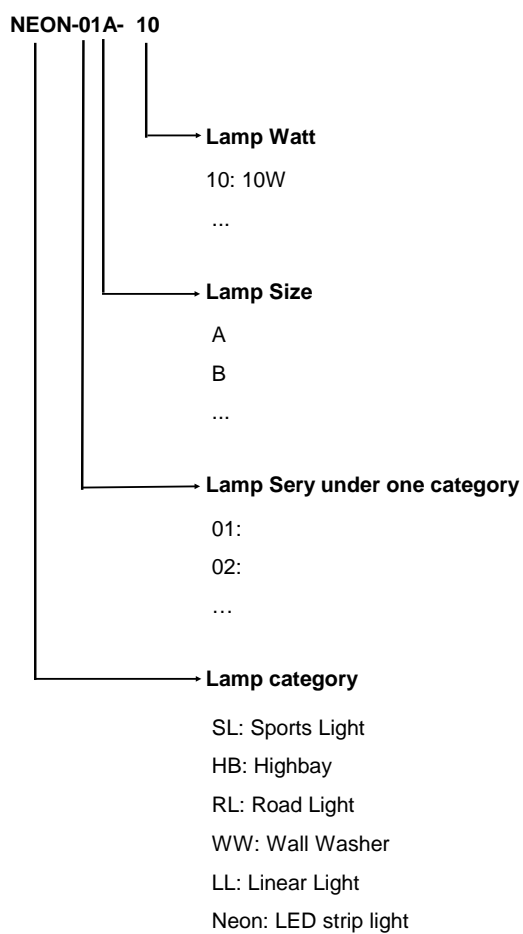 NEON-01A- 10
Lamp Watt
10: 10W
...
Lamp Size
A
B
...
Lamp Sery under one category
01:
02:
…
Lamp category
SL: Sports Light
HB: Highbay
RL: Road Light
WW: Wall Washer
LL: Linear Light
Neon: LED strip light